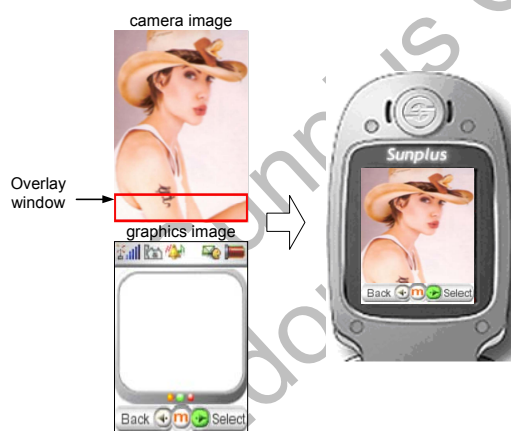 camera image
Overlay
window
graphics image
Back m Select
Sunplus
Back m Select